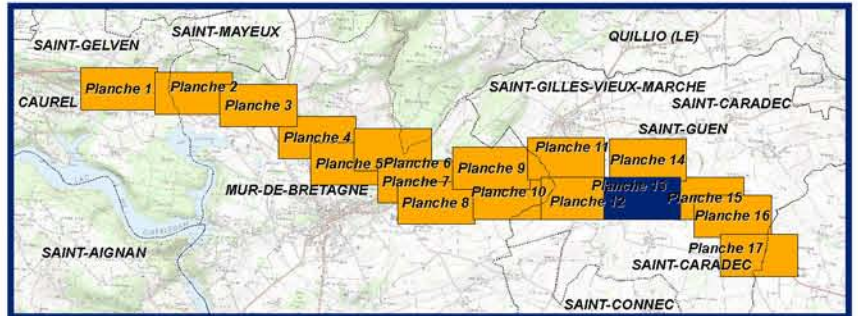 SAINT-MAYEUX
QUILLIO (LE)
SAINT-GELVEN
Planche 1
Planche 2
SAINT-GILLES-VIEUX-MARCHE
CAUREL
Planche 3
SAINT-CARADEC
SAINT-GUEN
Planche 4
Planche 11
Planche 5
Planche 6
Planche 9
Planche 14
MUR-DE-BRETAGNE
Planche 7
Planche 10
Planche 13
Planche 8
Planche 12
Planche 15
Planche 16
SAINT-AIGNAN
Planche 17
SAINT-CARADEC
SAINT-CONNEC